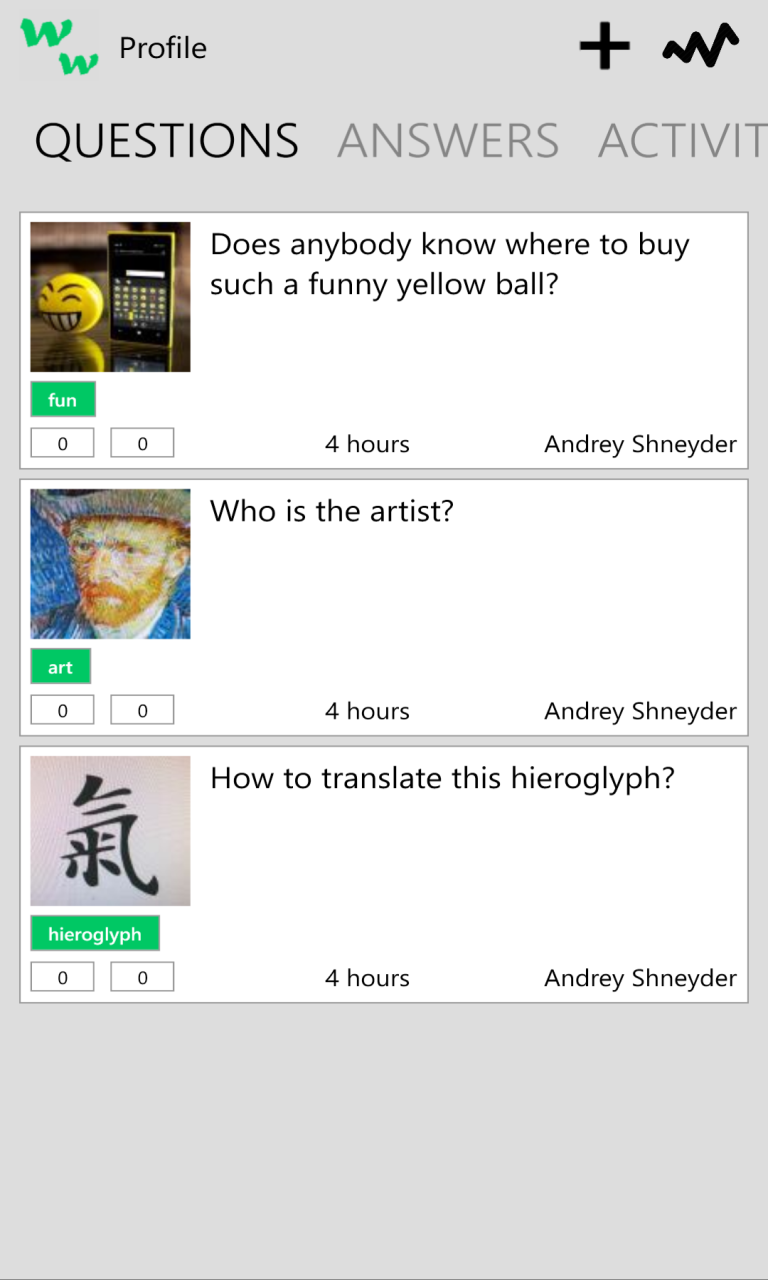 W
W
Profile
QUESTIONS ANSWERS ACTIVIT
Does anybody know where to buy
such a funny yellow ball?
fun
0 0 4 hours Andrey Shneyder
Who is the artist?
art
0 0 4 hours Andrey Shneyder
How to translate this hieroglyph?
氣
hieroglyph
0 0 4 hours Andrey Shneyder